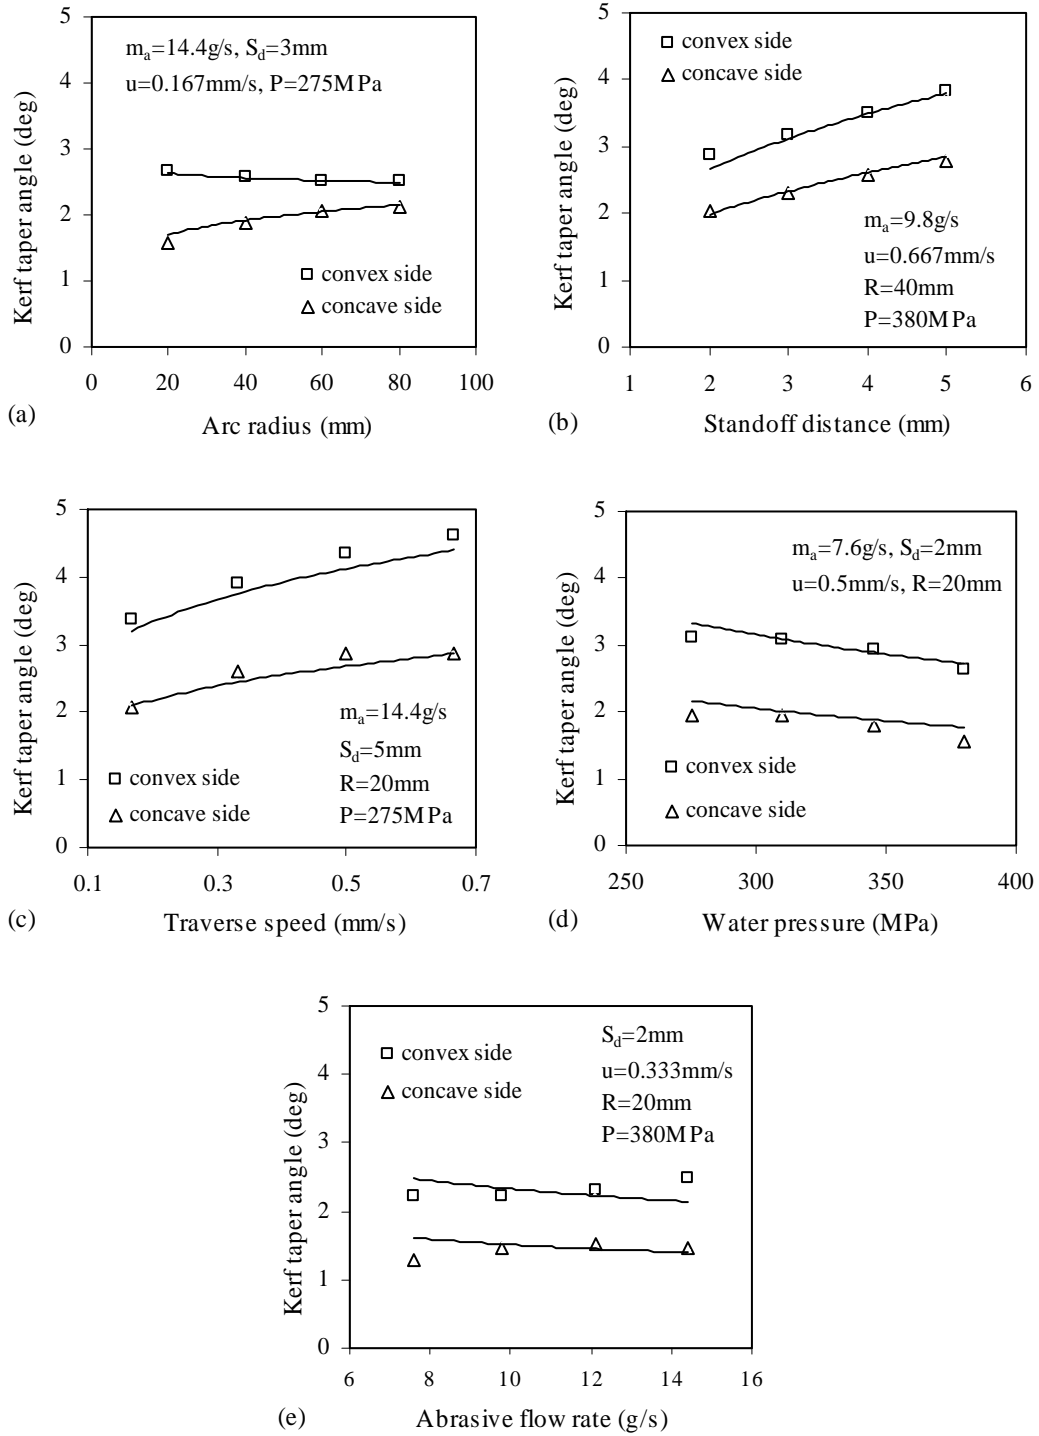 5
4
3
2
1
0
Kerf taper angle (deg)
mₐ=14.4g/s, S_d=3mm
u=0.167mm/s, P=275MPa
convex side
concave side
0 20 40 60 80 100
(a)
Arc radius (mm)
5
4
3
2
1
0
Kerf taper angle (deg)
convex side
concave side
mₐ=9.8g/s
u=0.667mm/s
R=40mm
P=380MPa
1 2 3 4 5 6
(b)
Standoff distance (mm)
5
4
3
2
1
0
Kerf taper angle (deg)
mₐ=14.4g/s
S_d=5mm
R=20mm
P=275MPa
convex side
concave side
0.1 0.3 0.5 0.7
(c)
Traverse speed (mm/s)
5
4
3
2
1
0
Kerf taper angle (deg)
mₐ=7.6g/s, S_d=2mm
u=0.5mm/s, R=20mm
convex side
concave side
250 300 350 400
(d)
Water pressure (MPa)
5
4
3
2
1
0
Kerf taper angle (deg)
convex side
concave side
S_d=2mm
u=0.333mm/s
R=20mm
P=380MPa
6 8 10 12 14 16
(e)
Abrasive flow rate (g/s)